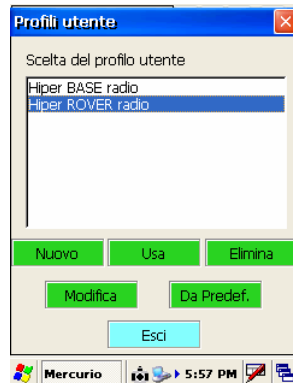 Profili utente
Scelta del profilo utente
Hiper BASE radio
Hiper ROVER radio
Nuovo Usa Elimina
Modifica Da Predef.
Esci
Mercurio 5:57 PM